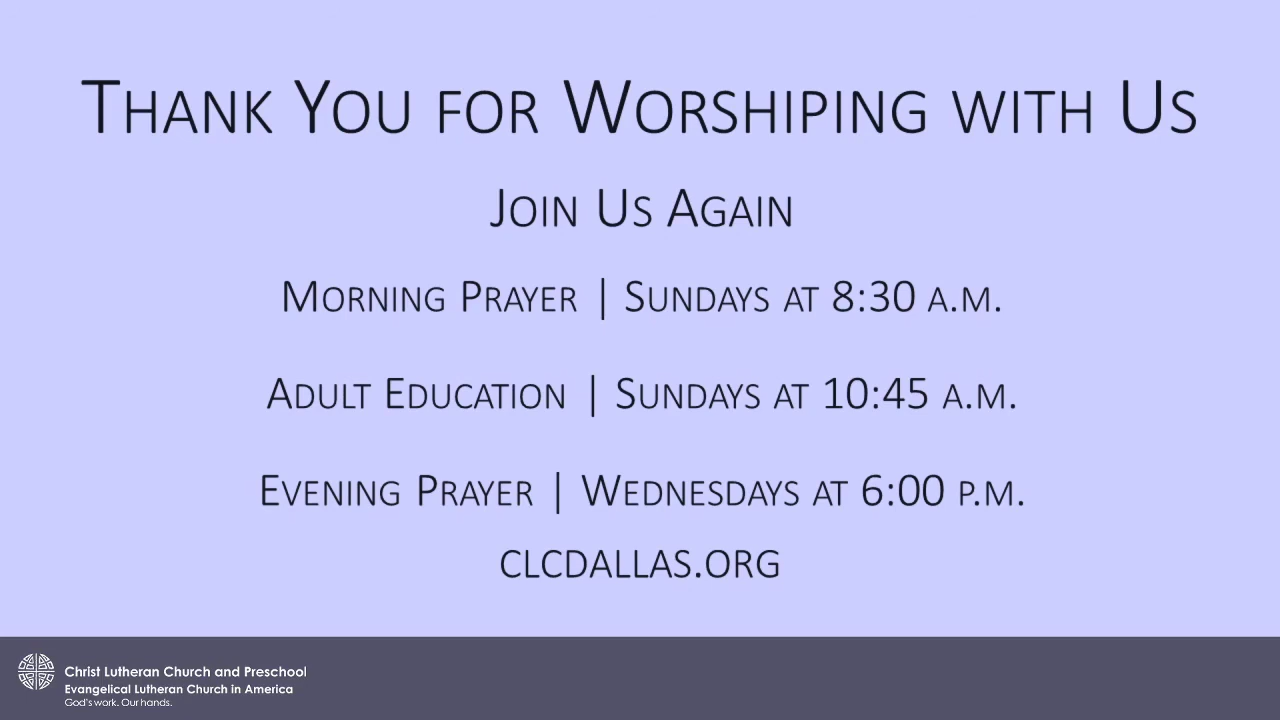 Thank You for Worshiping with Us
Join Us Again
Morning Prayer | Sundays at 8:30 a.m.
Adult Education | Sundays at 10:45 a.m.
Evening Prayer | Wednesdays at 6:00 p.m.
CLCDALLAS.ORG
Christ Lutheran Church and Preschool
Evangelical Lutheran Church in America
God's work. Our hands.